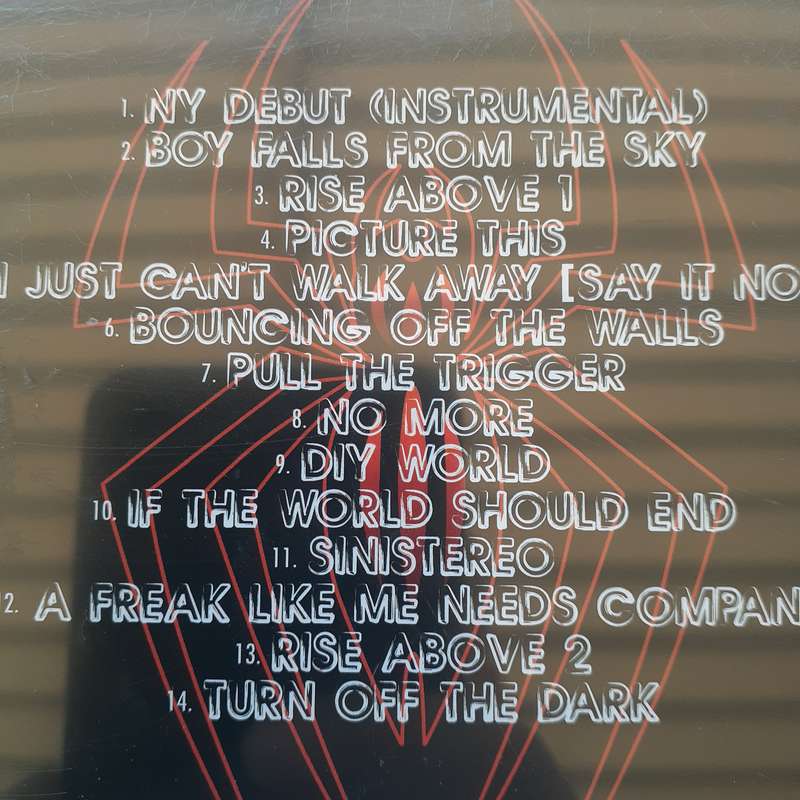 1. NY DEBUT (INSTRUMENTAL)
2. BOY FALLS FROM THE SKY
3. RISE ABOVE 1
4. PICTURE THIS
I JUST CAN'T WALK AWAY [SAY IT NO
6. BOUNCING OFF THE WALLS
7. PULL THE TRIGGER
8. NO MORE
9. DIY WORLD
10. IF THE WORLD SHOULD END
11. SINISTEREO
2. A FREAK LIKE ME NEEDS COMPAN
13. RISE ABOVE 2
14. TURN OFF THE DARK